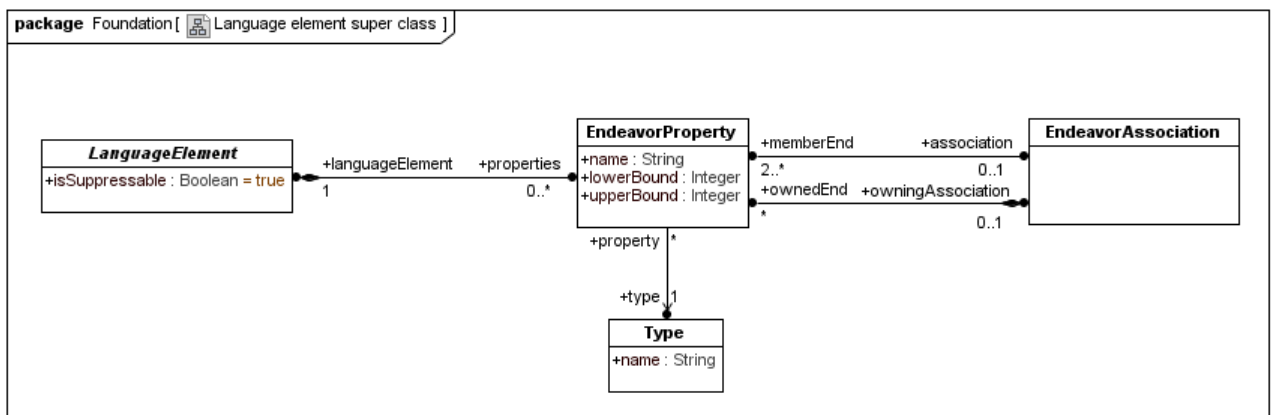 package Foundation [ Language element super class ]
LanguageElement
+isSuppressable : Boolean = true
+languageElement
1
+properties
0..*
EndeavorProperty
+name : String
+lowerBound : Integer
+upperBound : Integer
+memberEnd
2..*
+association
0..1
+ownedEnd
*
+owningAssociation
0..1
EndeavorAssociation
+property
*
+type
1
Type
+name : String